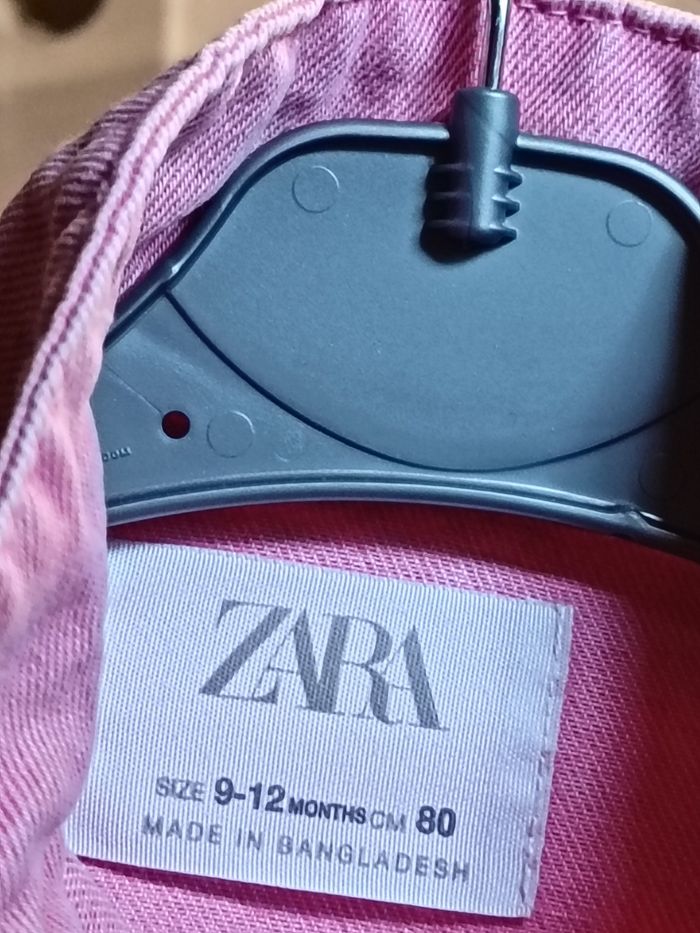 ZARA
SIZE 9-12 MONTHS CM 80
MADE IN BANGLADESH